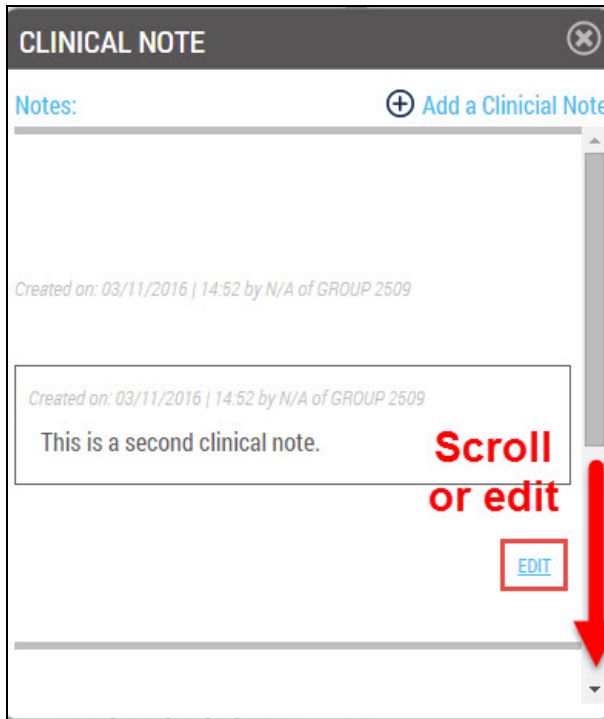 CLINICAL NOTE
Notes:
Add a Clinicial Note
Created on: 03/11/2016 | 14:52 by N/A of GROUP 2509
Created on: 03/11/2016 | 14:52 by N/A of GROUP 2509
This is a second clinical note.
Scroll
or edit
EDIT